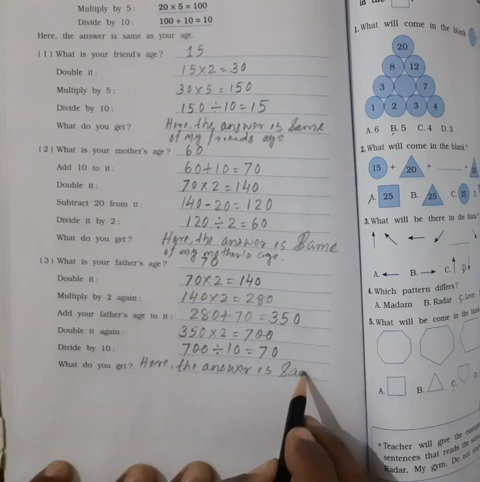 Multiply by 5 : 20 × 5 = 100
Divide by 10 : 100 ÷ 10 = 10
Here, the answer is same as your age.
(1) What is your friend's age? 15
Double it : 15×2=30
Multiply by 5 : 30×5=150
Divide by 10 : 150÷10=15
What do you get? Here, the answer is Same
of my friends age
(2) What is your mother's age? 60
Add 10 to it : 60+10=70
Double it : 70×2=140
Subtract 20 from it : 140-20=120
Divide it by 2 : 120÷2=60
What do you get? Here, the answer is Same
of my mother's age.
(3) What is your father's age? 70
Double it : 70×2=140
Multiply by 2 again : 140×2=280
Add your father's age to it : 280+70=350
Double it again : 350×2=700
Divide by 10 : 700÷10=70
What do you get? Here, the answer is Sa
in the
1. What will come in the blank
20
8 12
3 7
1 2 3 4
A. 6 B. 5 C. 4 D. 3
2. What will come in the blank?
15 + 20 +
A. 25 B. 25 C. 25
3. What will be there in the blank
A. B. C.
4. Which pattern differs?
A. Madam B. Radar C. Level
5. What will be come in the
A. B. C.
* Teacher will give the
sentences that reads the
Radar, My gym. Do